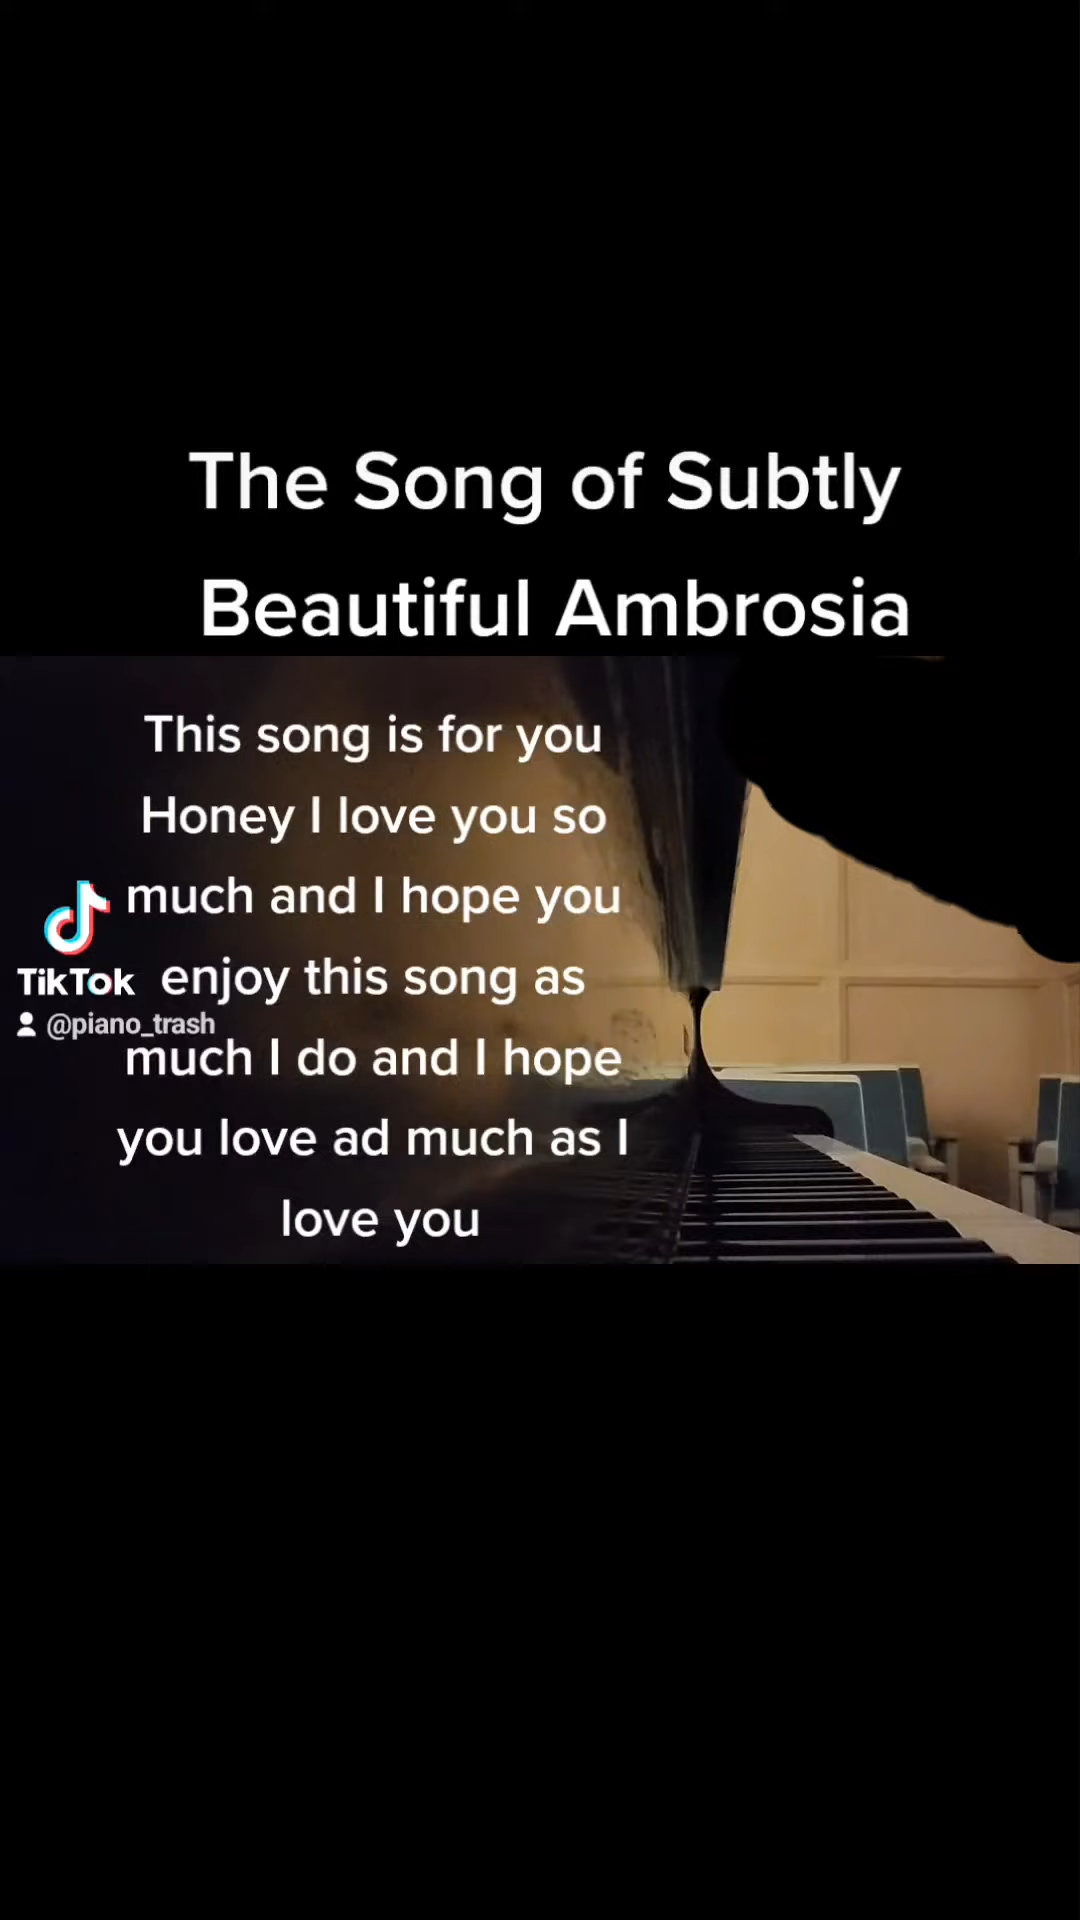 The Song of Subtly
Beautiful Ambrosia
This song is for you
Honey I love you so
much and I hope you
enjoy this song as
much I do and I hope
you love ad much as I
love you
TikTok
@piano_trash